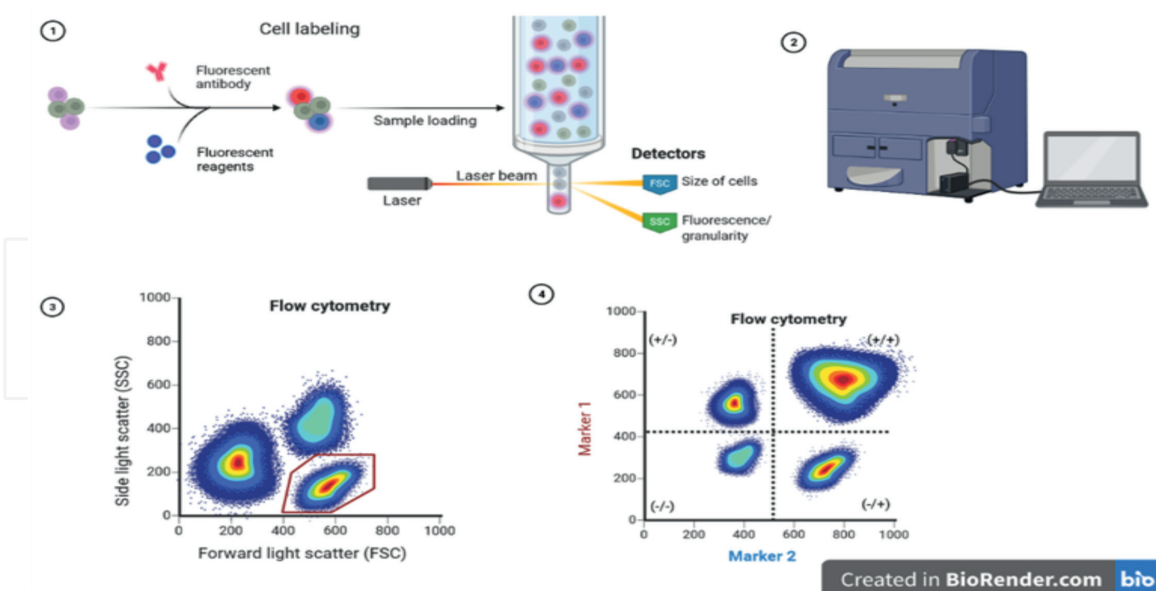 1
Cell labeling
Fluorescent
antibody
Fluorescent
reagents
Sample loading
Laser beam
Laser
Detectors
FSC
Size of cells
SSC
Fluorescence/
granularity
2
3
Flow cytometry
Side light scatter (SSC)
1000
800
600
400
200
0
0 200 400 600 800 1000
Forward light scatter (FSC)
4
Flow cytometry
Marker 1
1000
800
600
400
200
0
(+/-) (+/+)
(-/-) (-/+)
0 200 400 600 800 1000
Marker 2
Created in BioRender.com bio